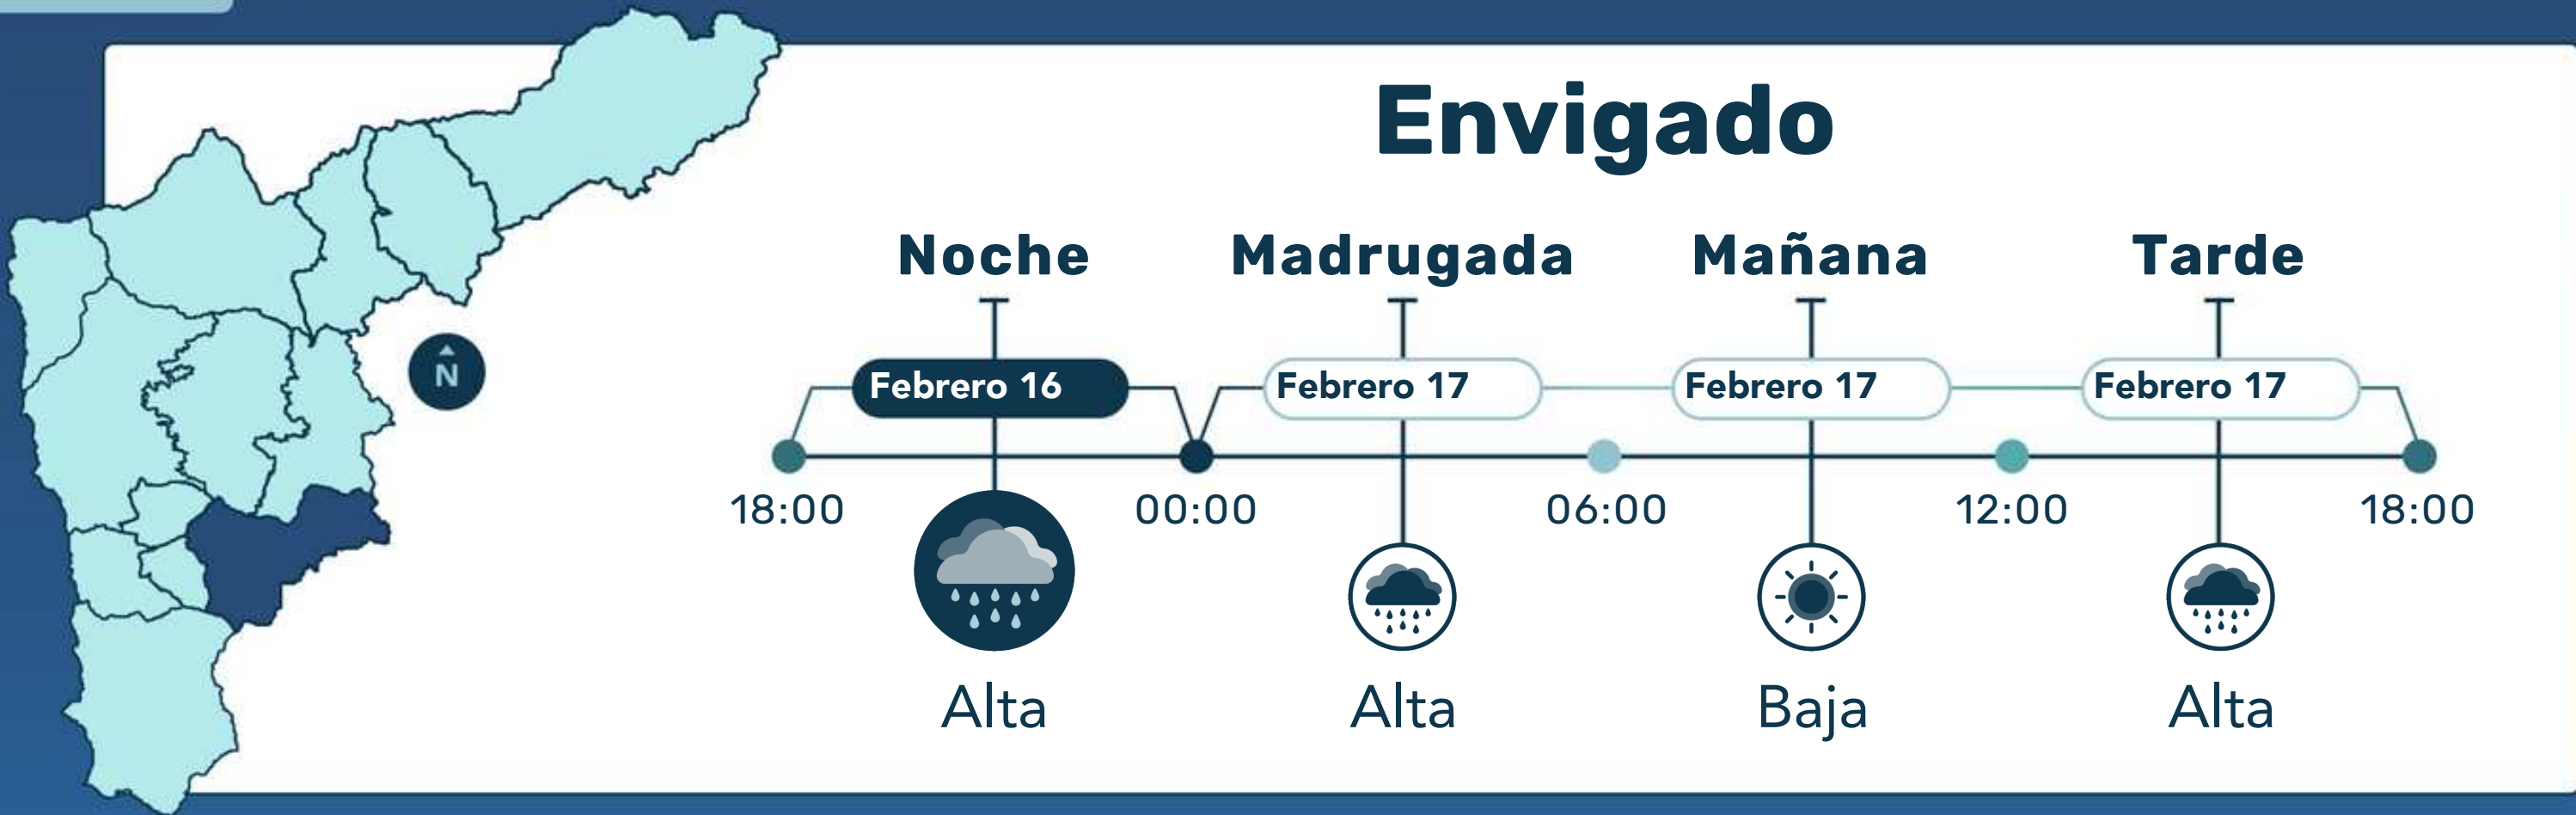 Envigado
Noche Madrugada Mañana Tarde
N
Febrero 16 Febrero 17 Febrero 17 Febrero 17
18:00 00:00 06:00 12:00 18:00
Alta Alta Baja Alta